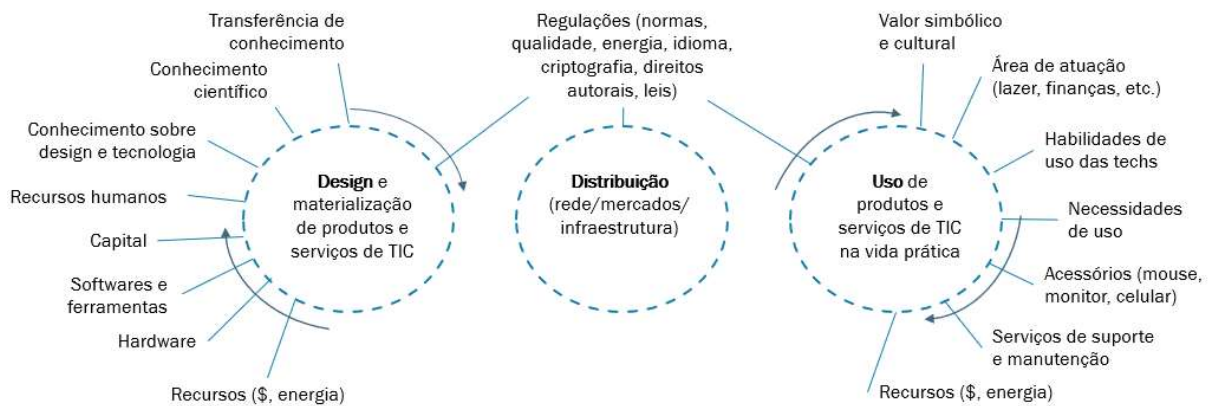 Transferência de
conhecimento
Conhecimento
científico
Conhecimento sobre
design e tecnologia
Recursos humanos
Capital
Softwares e
ferramentas
Hardware
Recursos ($, energia)
Design e
materialização
de produtos e
serviços de TIC
Regulações (normas,
qualidade, energia, idioma,
criptografia, direitos
autorais, leis)
Distribuição
(rede/mercados/
infraestrutura)
Uso de
produtos e
serviços de TIC
na vida prática
Valor simbólico
e cultural
Área de atuação
(lazer, finanças, etc.)
Habilidades de
uso das techs
Necessidades
de uso
Acessórios (mouse,
monitor, celular)
Serviços de suporte
e manutenção
Recursos ($, energia)